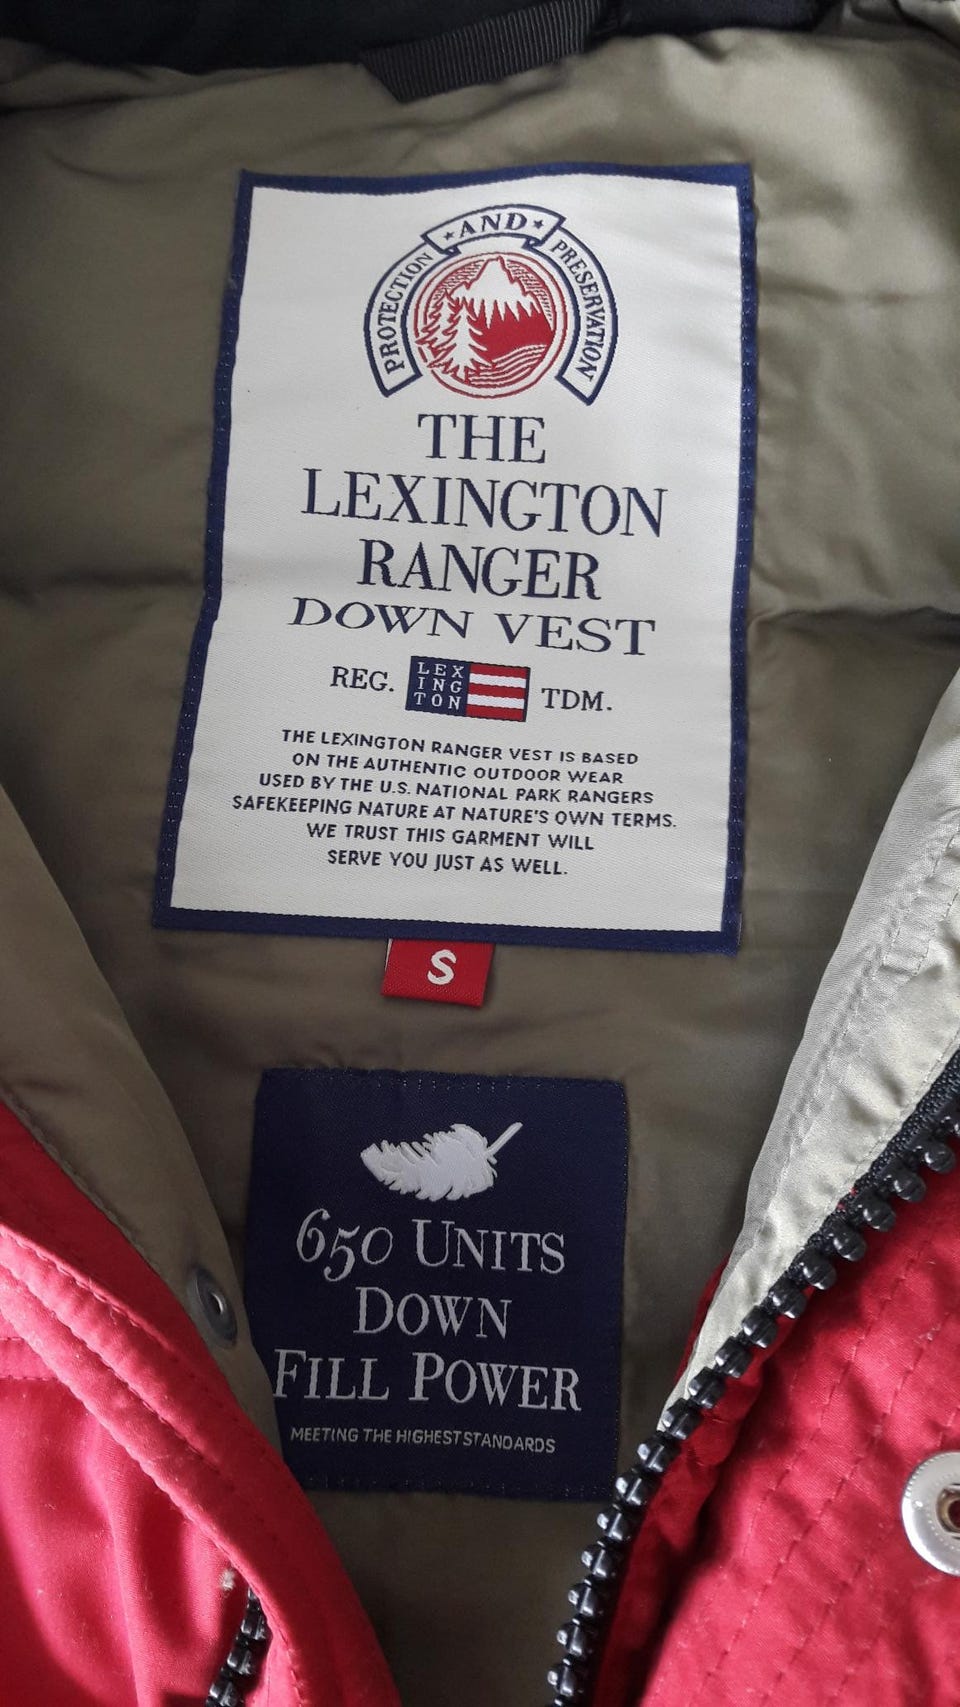 PROTECTION ★AND★ PRESERVATION
THE
LEXINGTON
RANGER
DOWN VEST
REG. LEX ING TON TDM.
THE LEXINGTON RANGER VEST IS BASED
ON THE AUTHENTIC OUTDOOR WEAR
USED BY THE U.S. NATIONAL PARK RANGERS
SAFEKEEPING NATURE AT NATURE'S OWN TERMS.
WE TRUST THIS GARMENT WILL
SERVE YOU JUST AS WELL.
S
650 UNITS
DOWN
FILL POWER
MEETING THE HIGHEST STANDARDS